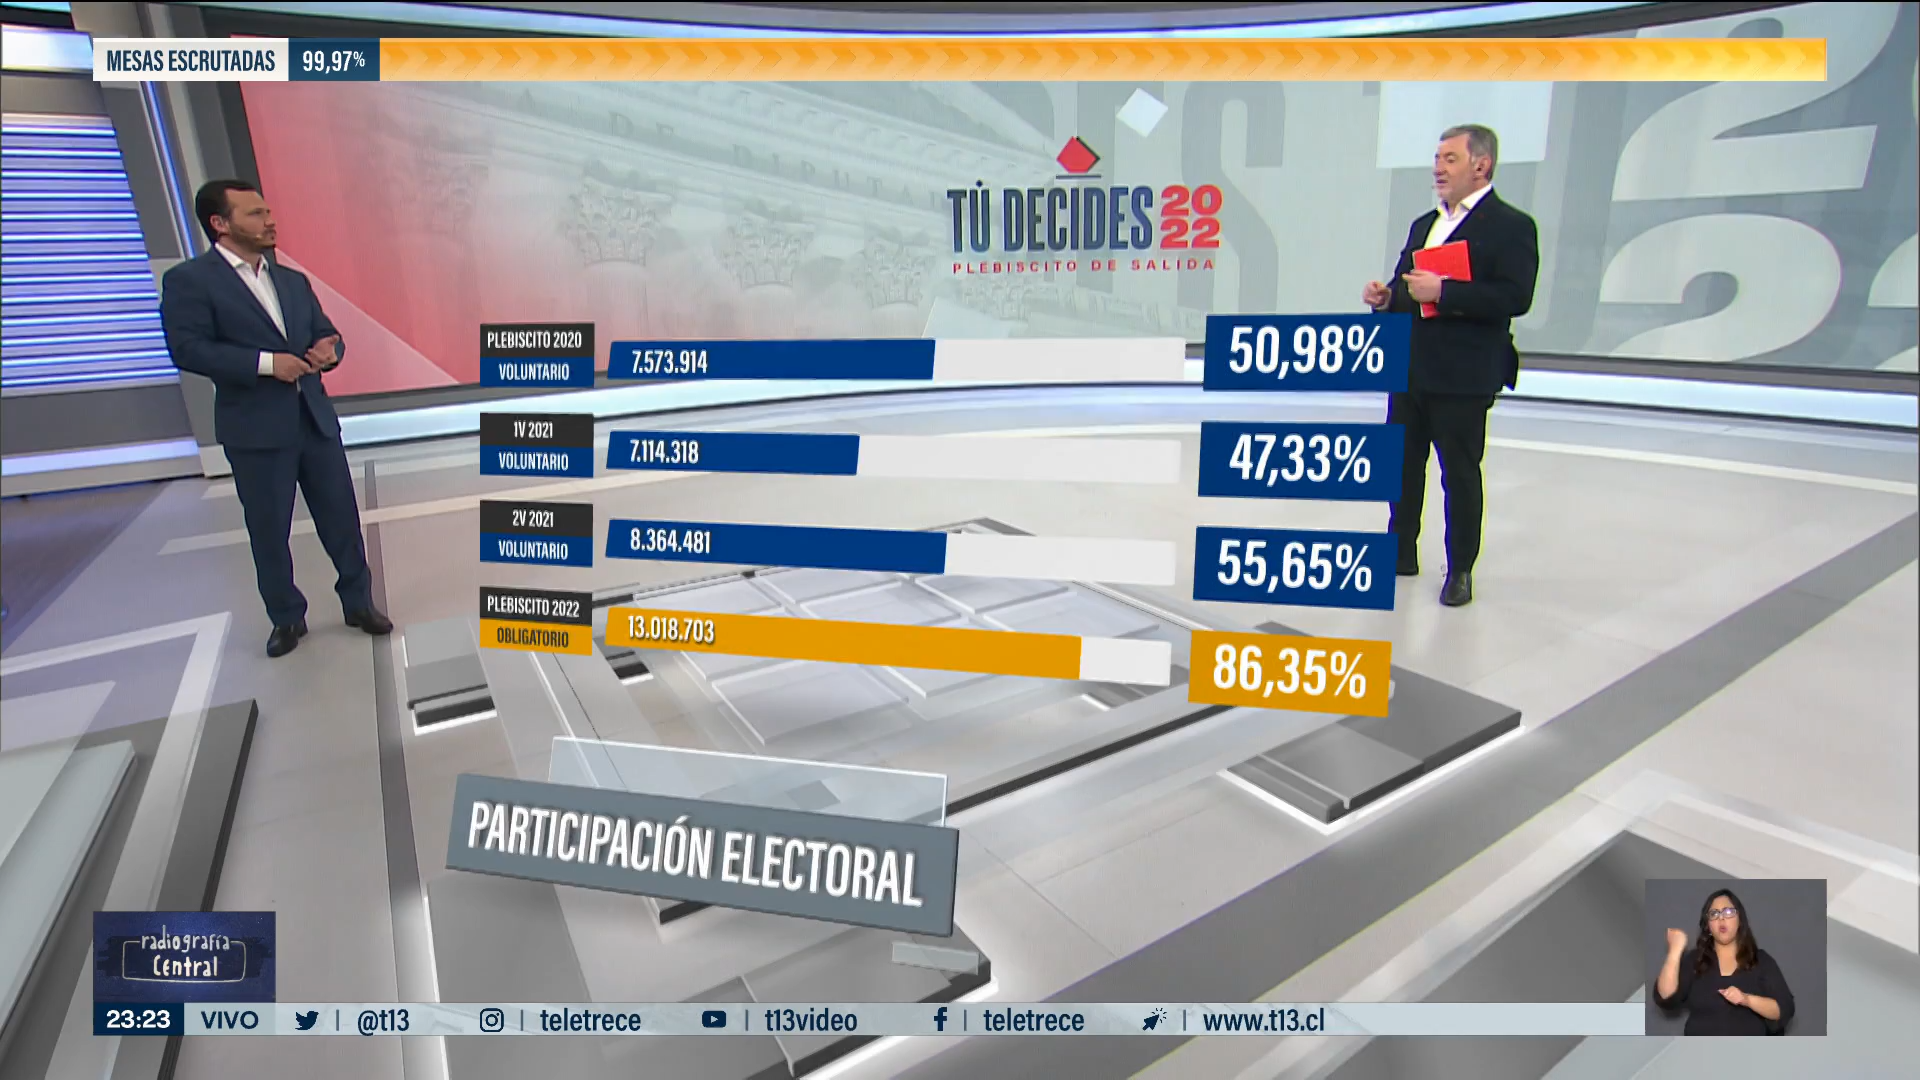 MESAS ESCRUTADAS 99,97%
TÚ DECIDES 2022
PLEBISCITO DE SALIDA
PLEBISCITO 2020
VOLUNTARIO
7.573.914
50,98%
1V 2021
VOLUNTARIO
7.114.318
47,33%
2V 2021
VOLUNTARIO
8.364.481
55,65%
PLEBISCITO 2022
OBLIGATORIO
13.018.703
86,35%
PARTICIPACIÓN ELECTORAL
radiografía
Central
23:23 VIVO | @t13 | teletrece | t13video | teletrece | www.t13.cl